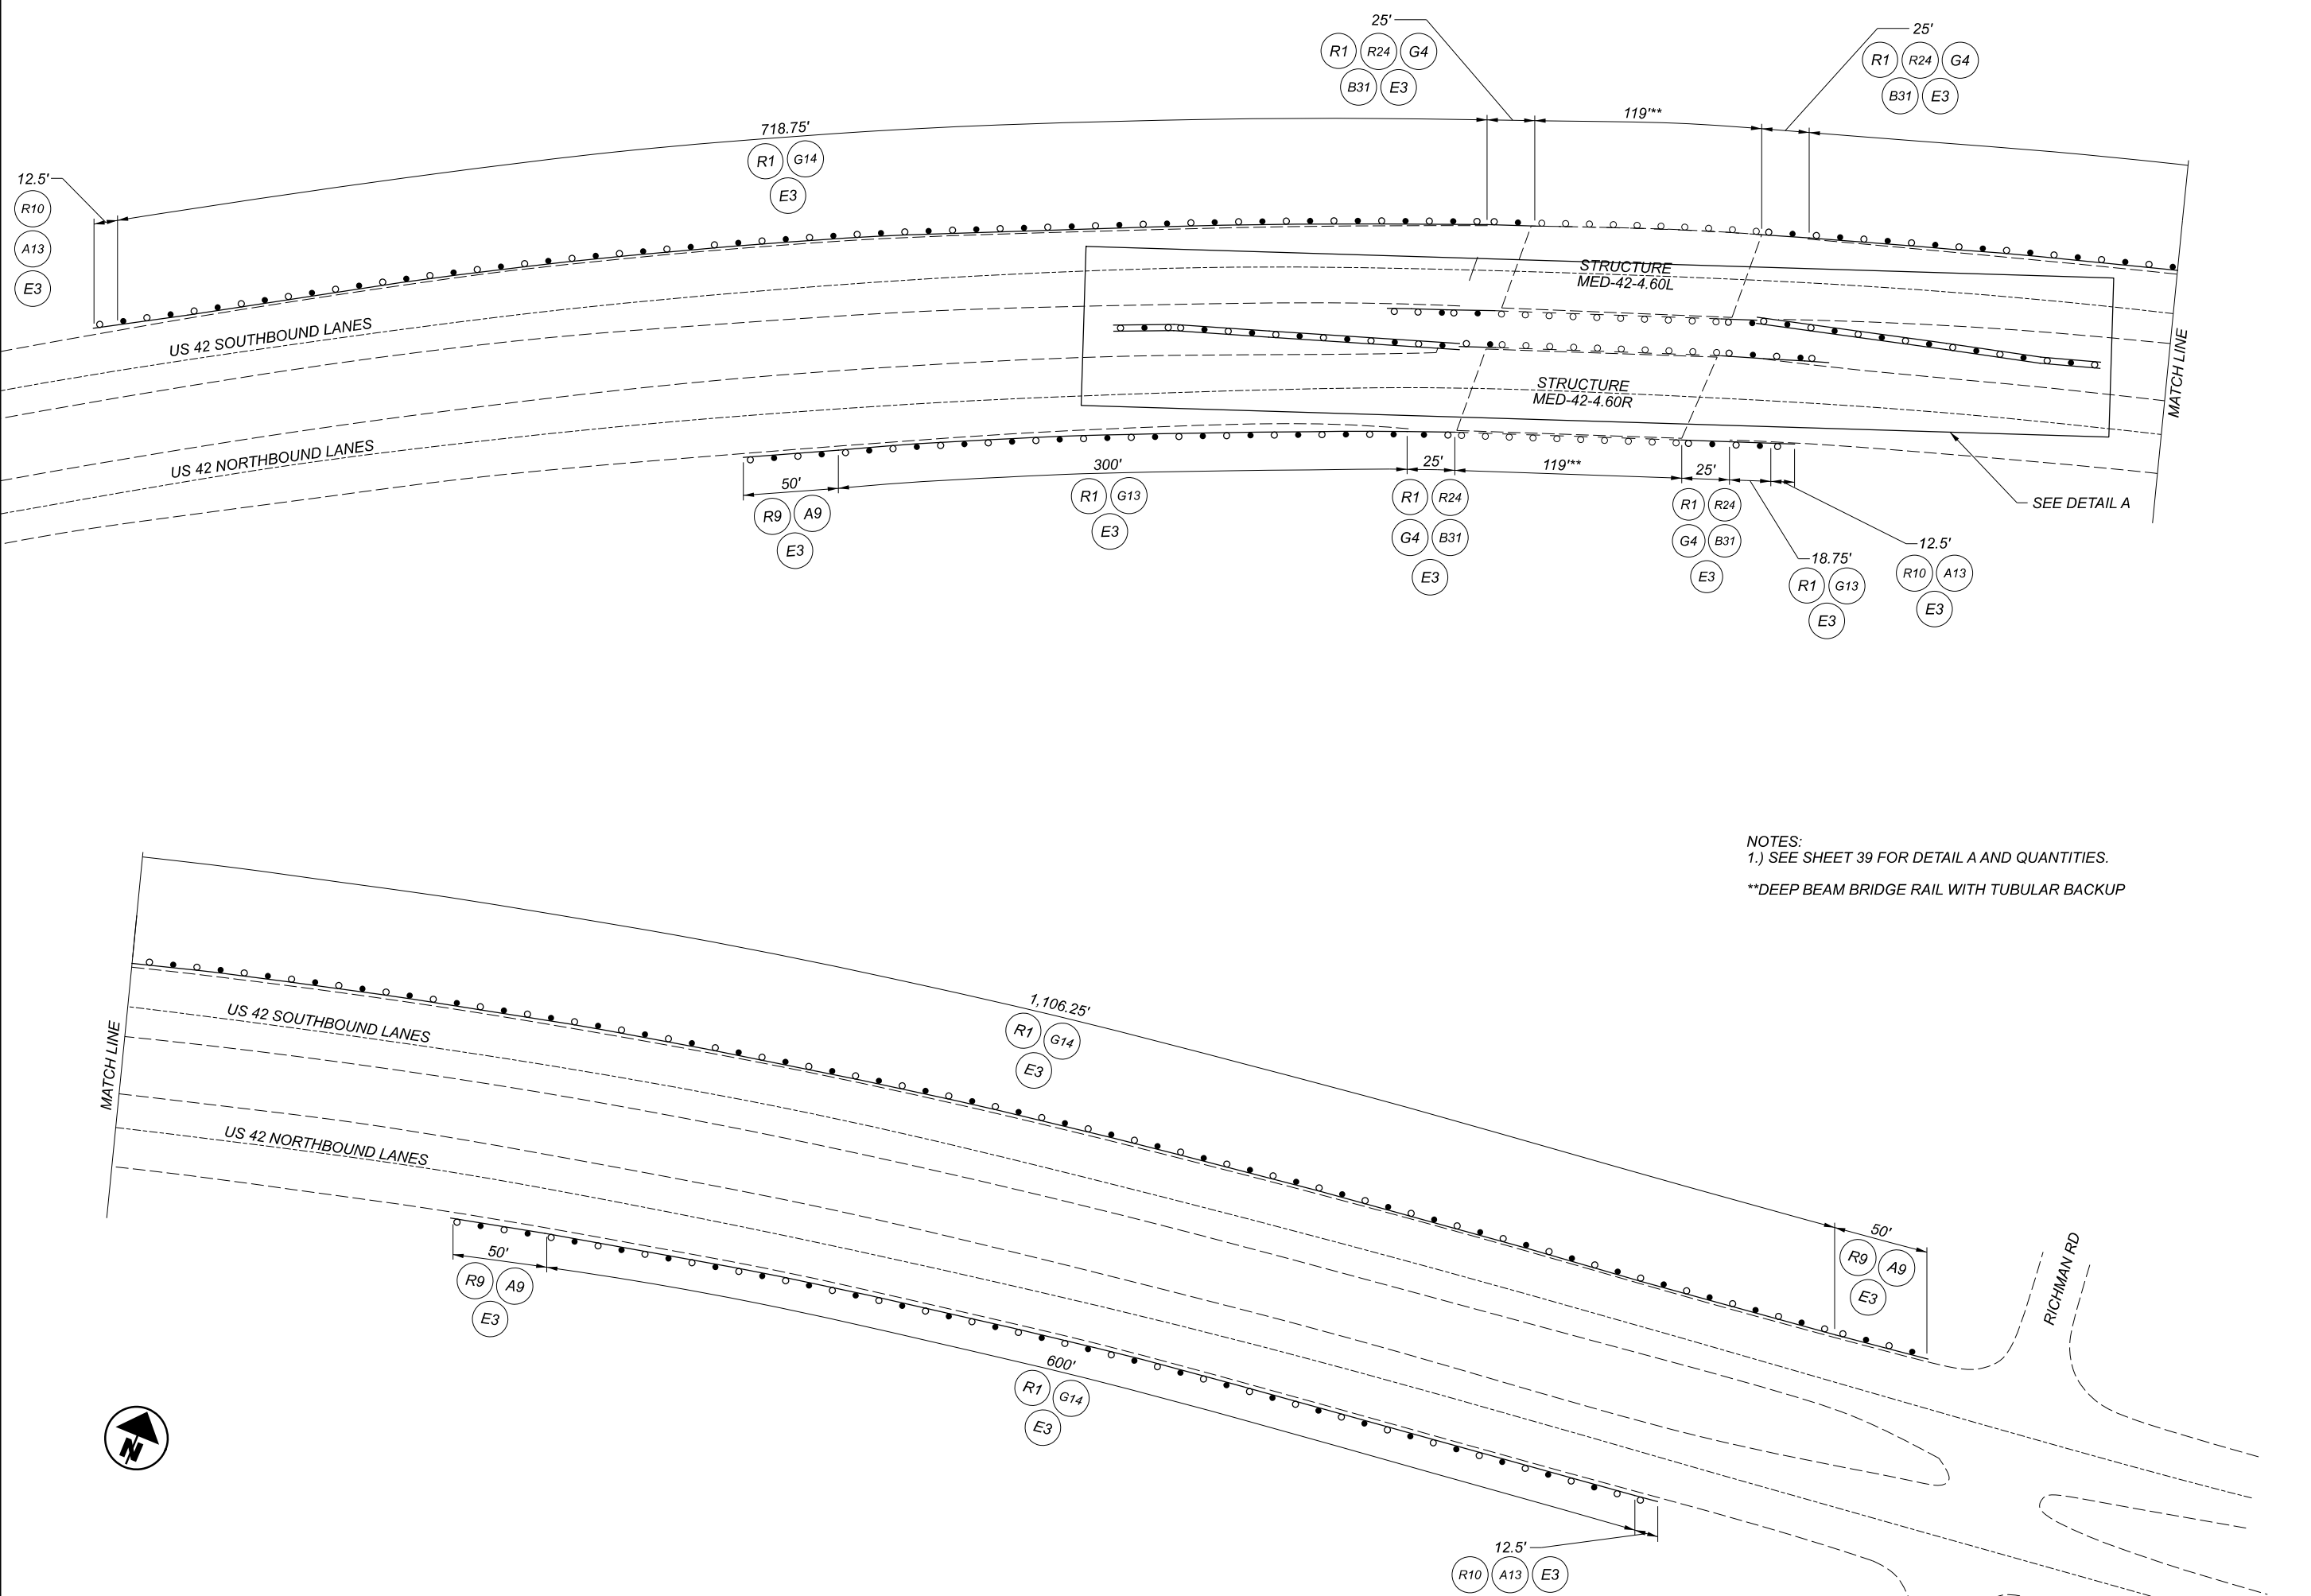 25'
R1 R24 G4
B31 E3
25'
R1 R24 G4
B31 E3
119'**
718.75'
R1 G14
E3
12.5'
R10
A13
E3
STRUCTURE
MED-42-4.60L
US 42 SOUTHBOUND LANES
STRUCTURE
MED-42-4.60R
MATCH LINE
US 42 NORTHBOUND LANES
50'
R9 A9
E3
300'
R1 G13
E3
25'
R1 R24
G4 B31
E3
119'**
25'
R1 R24
G4 B31
E3
18.75'
R1 G13
E3
12.5'
R10 A13
E3
SEE DETAIL A
NOTES:
1.) SEE SHEET 39 FOR DETAIL A AND QUANTITIES.
**DEEP BEAM BRIDGE RAIL WITH TUBULAR BACKUP
1,106.25'
R1 G14
E3
US 42 SOUTHBOUND LANES
MATCH LINE
US 42 NORTHBOUND LANES
50'
R9 A9
E3
50'
R9 A9
E3
RICHMAN RD
600'
R1 G14
E3
N
12.5'
R10 A13 E3